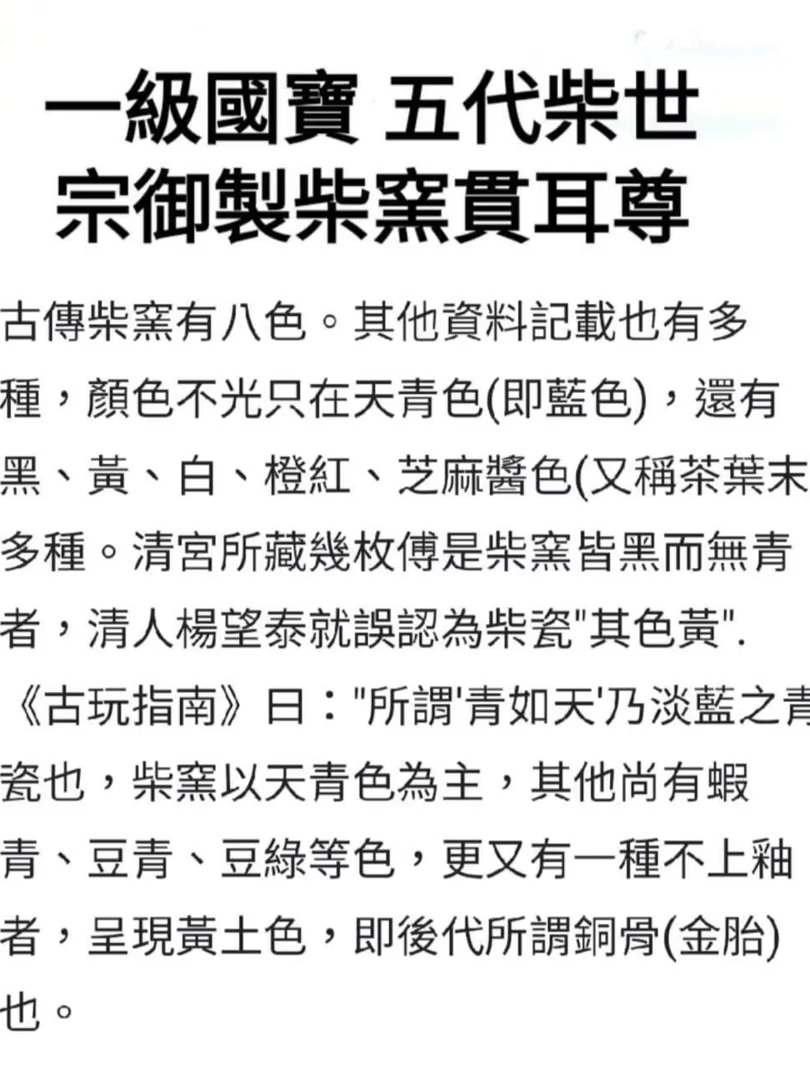 一級國寶 五代柴世
宗御製柴窑貫耳尊
古傳柴窯有八色。其他資料記載也有多
種，顏色不光只在天青色(即藍色)，還有
黑、黃、白、橙紅、芝麻醬色(又稱茶葉末
多種。清宮所藏幾枚傅是柴窯皆黑而無青
者，清人楊望泰就誤認為柴瓷"其色黃".
《古玩指南》曰："所謂'青如天'乃淡藍之青
瓷也，柴窯以天青色為主，其他尚有蝦
青、豆青、豆綠等色，更又有一種不上釉
者，呈現黃土色，即後代所謂銅骨(金胎)
也。